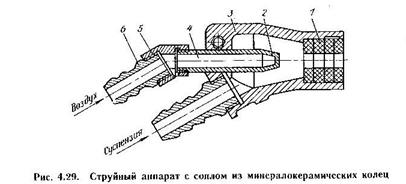 6 5 4 3 2 1
Воздух
Суспензия
Рис. 4.29. Струйный аппарат с соплом из минералокерамических колец